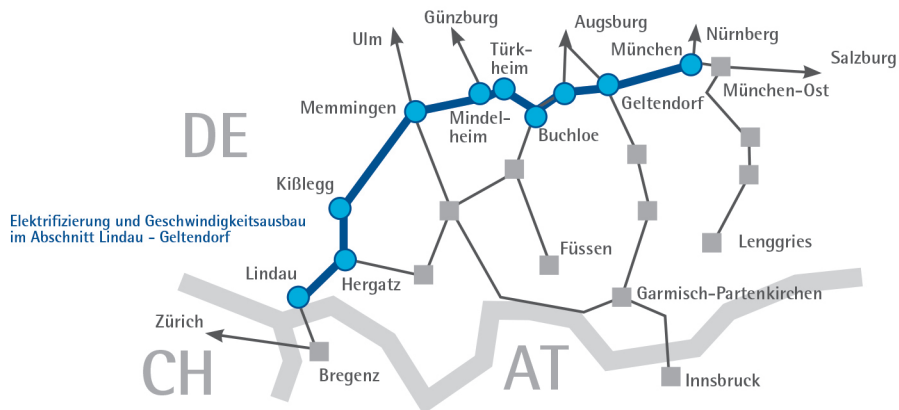 Günzburg
Augsburg
Nürnberg
Ulm
Türk-
heim
München
Salzburg
München-Ost
Memmingen
Mindel-
heim
Geltendorf
Buchloe
DE
Kißlegg
Elektrifizierung und Geschwindigkeitsausbau
im Abschnitt Lindau - Geltendorf
Füssen
Lenggries
Lindau
Hergatz
Garmisch-Partenkirchen
Zürich
CH
Bregenz
AT
Innsbruck